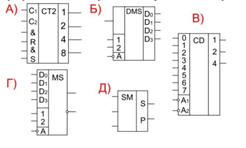 А)
C₁ CT2 1
C₂ 2
& 4
R 8
&
S
Б)
DMS D₀
D₁
1 D₂
2 D₃
A
В)
0 CD 1
1 2
2 4
3
4
5
6
7
A₁
A₂
Г)
D₀ MS
D₁
D₂
D₃
1
2
A
Д)
SM S
P